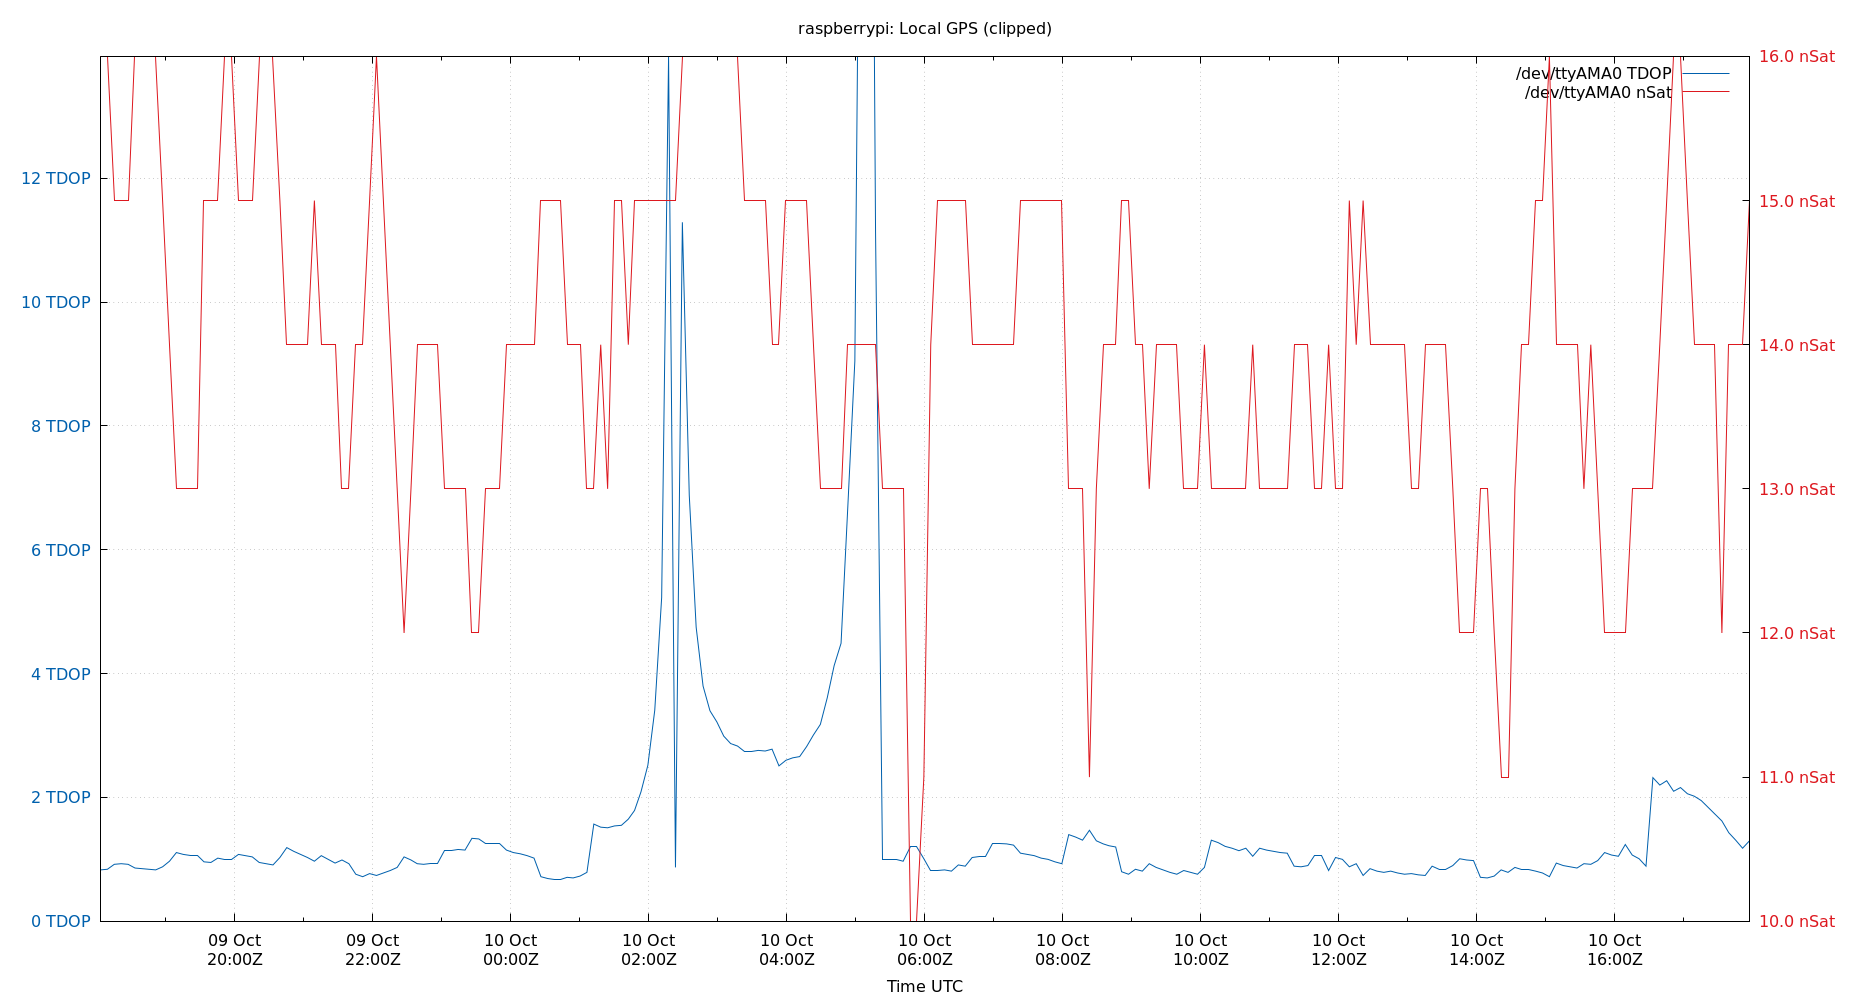 raspberrypi: Local GPS (clipped)
16.0 nSat
/dev/ttyAMA0 TDOP
/dev/ttyAMA0 nSat
12 TDOP
15.0 nSat
10 TDOP
14.0 nSat
8 TDOP
13.0 nSat
6 TDOP
12.0 nSat
4 TDOP
11.0 nSat
2 TDOP
0 TDOP
10.0 nSat
09 Oct
20:00Z
09 Oct
22:00Z
10 Oct
00:00Z
10 Oct
02:00Z
10 Oct
04:00Z
10 Oct
06:00Z
10 Oct
08:00Z
10 Oct
10:00Z
10 Oct
12:00Z
10 Oct
14:00Z
10 Oct
16:00Z
Time UTC